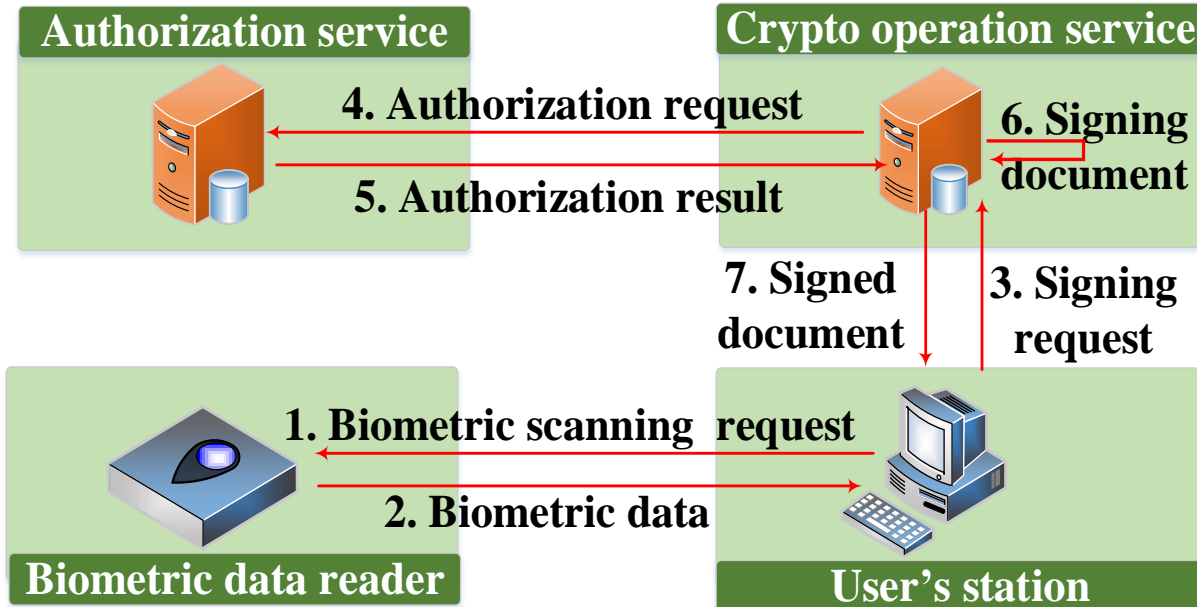 Authorization service
Crypto operation service
4. Authorization request
5. Authorization result
6. Signing
document
7. Signed
document
3. Signing
request
1. Biometric scanning request
2. Biometric data
Biometric data reader
User's station